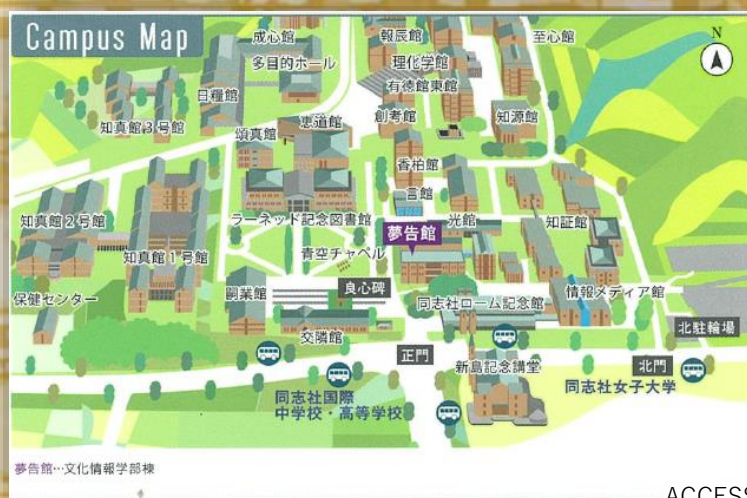 Campus Map
N
成心館
報辰館
至心館
多目的ホール
理化学館
有徳館東館
日糧館
創考館
知源館
知真館3号館
恵道館
頌真館
香柏館
言館
知真館2号館
ラーネッド記念図書館
光館
知証館
夢告館
知真館1号館
青空チャペル
保健センター
嗣業館
良心碑
同志社ローム記念館
情報メディア館
交隣館
北駐輪場
正門
新島記念講堂
北門
同志社女子大学
同志社国際
中学校・高等学校
夢告館…文化情報学部棟
ACCESS